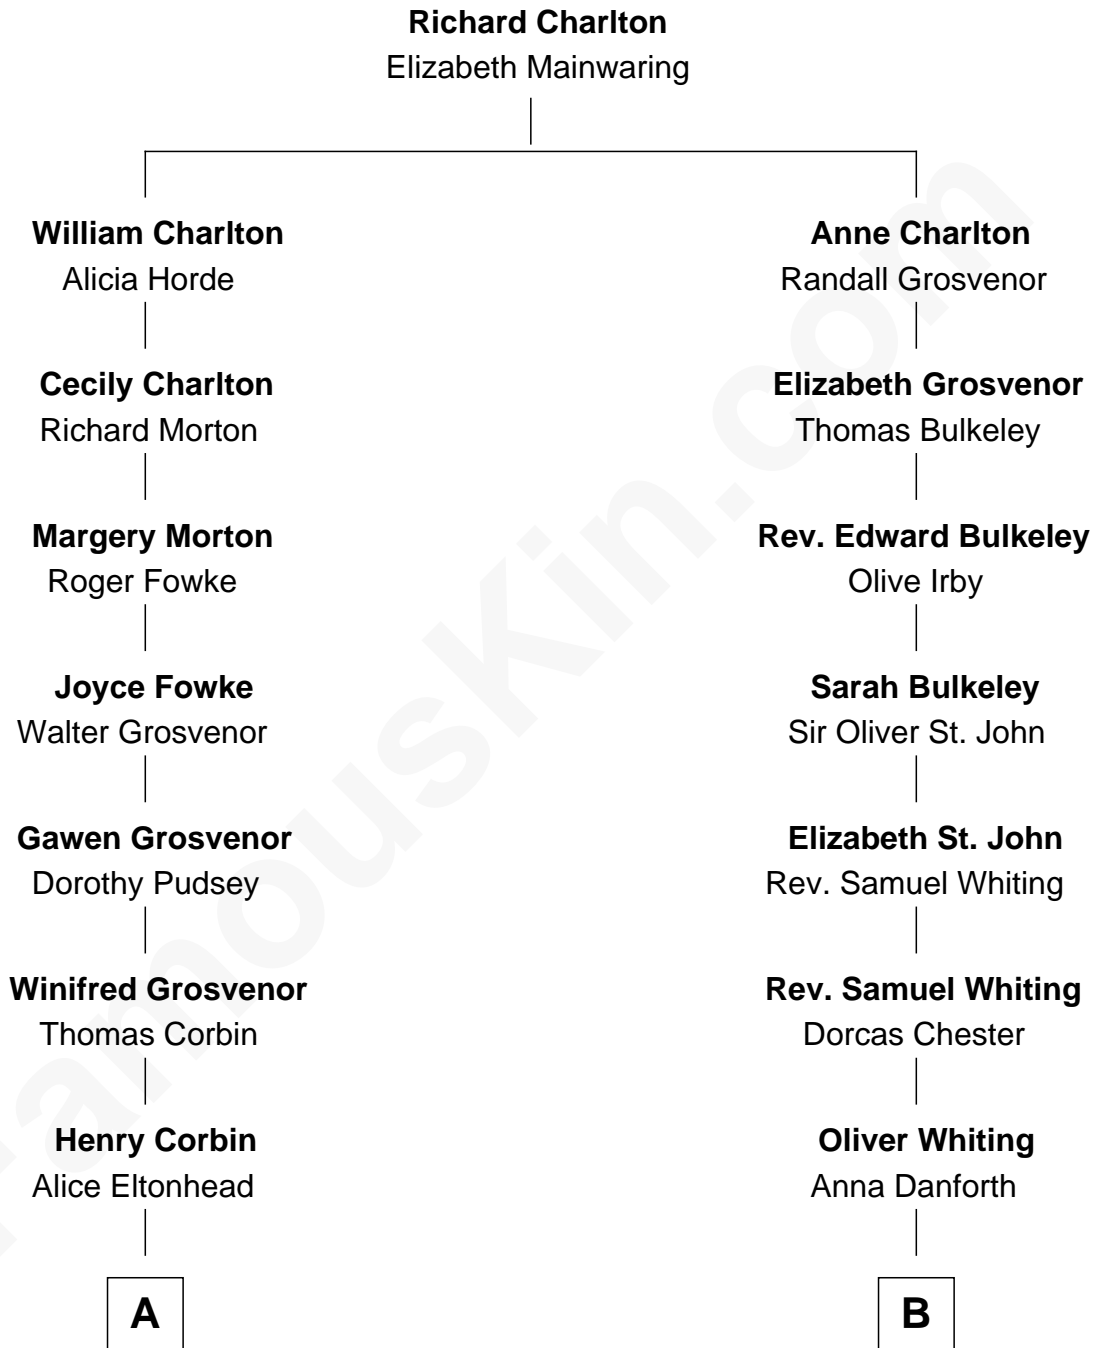 Richard Charlton
Elizabeth Mainwaring
William Charlton
Alicia Horde
Anne Charlton
Randall Grosvenor
Cecily Charlton
Richard Morton
Elizabeth Grosvenor
Thomas Bulkeley
Margery Morton
Roger Fowke
Rev. Edward Bulkeley
Olive Irby
Joyce Fowke
Walter Grosvenor
Sarah Bulkeley
Sir Oliver St. John
Gawen Grosvenor
Dorothy Pudsey
Elizabeth St. John
Rev. Samuel Whiting
Winifred Grosvenor
Thomas Corbin
Rev. Samuel Whiting
Dorcas Chester
Henry Corbin
Alice Eltonhead
Oliver Whiting
Anna Danforth
A
B
FamousKin.com